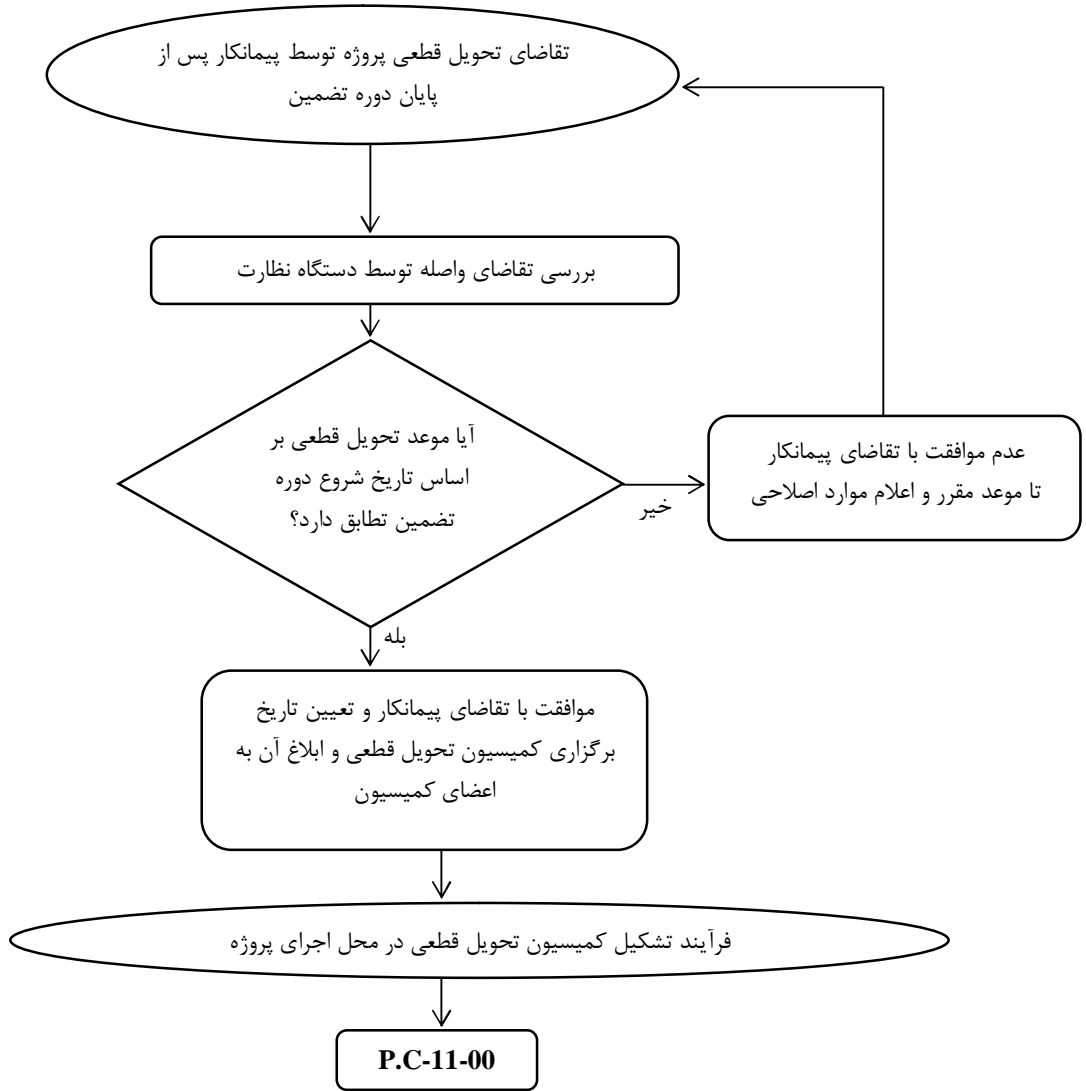 تقاضای تحویل قطعی پروژه توسط پیمانکار پس از
پایان دوره تضمین
بررسی تقاضای واصله توسط دستگاه نظارت
آیا موعد تحویل قطعی بر
اساس تاریخ شروع دوره
تضمین تطابق دارد؟
خیر
عدم موافقت با تقاضای پیمانکار
تا موعد مقرر و اعلام موارد اصلاحی
بله
موافقت با تقاضای پیمانکار و تعیین تاریخ
برگزاری کمیسیون تحویل قطعی و ابلاغ آن به
اعضای کمیسیون
فرآیند تشکیل کمیسیون تحویل قطعی در محل اجرای پروژه
P.C-11-00